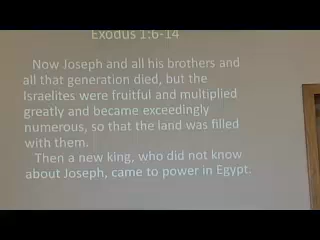 Exodus 1:6-14
Now Joseph and all his brothers and
all that generation died, but the
Israelites were fruitful and multiplied
greatly and became exceedingly
numerous, so that the land was filled
with them.
Then a new king, who did not know
about Joseph, came to power in Egypt.